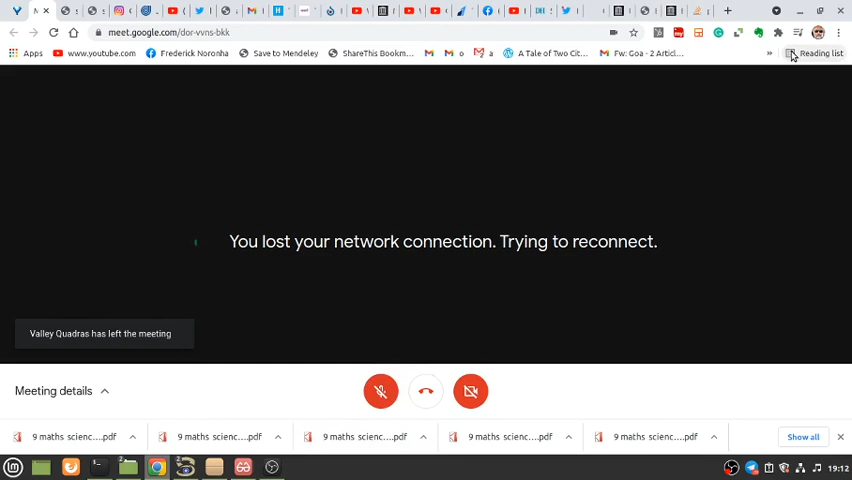 meet.google.com/dor-vvns-bkk
Apps www.youtube.com Frederick Noronha Save to Mendeley ShareThis Bookm... o a A Tale of Two Cit... Fw: Goa - 2 Articl... » Reading list
You lost your network connection. Trying to reconnect.
Valley Quadras has left the meeting
Meeting details
9 maths scienc....pdf 9 maths scienc....pdf 9 maths scienc....pdf 9 maths scienc....pdf 9 maths scienc....pdf Show all
19:12